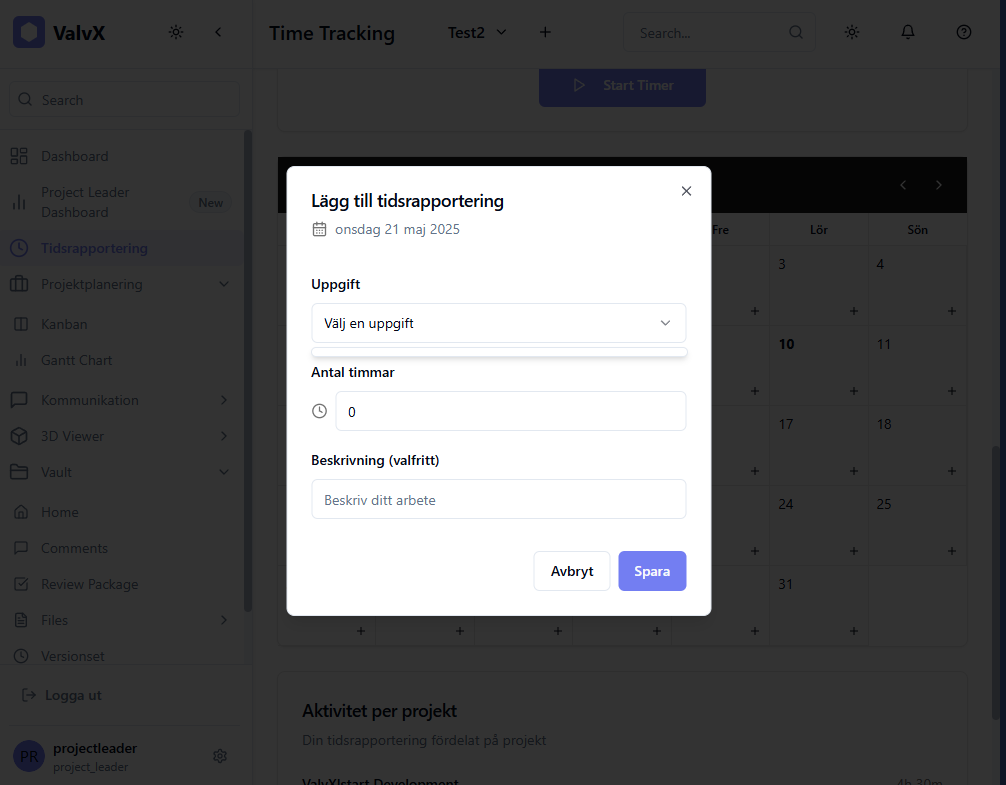 ValvX
Time Tracking
Test2
Search...
Search
Start Timer
Dashboard
Project Leader
Dashboard
New
Tidsrapportering
Projektplanering
Kanban
Gantt Chart
Kommunikation
3D Viewer
Vault
Home
Comments
Review Package
Files
Versionset
Logga ut
PR
projectleader
project_leader
Lägg till tidsrapportering
onsdag 21 maj 2025
Uppgift
Välj en uppgift
Antal timmar
0
Beskrivning (valfritt)
Beskriv ditt arbete
Avbryt
Spara
Fre
Lör
Sön
3
4
10
11
17
18
24
25
31
Aktivitet per projekt
Din tidsrapportering fördelat på projekt
ValvXIstart Development
4h 30m